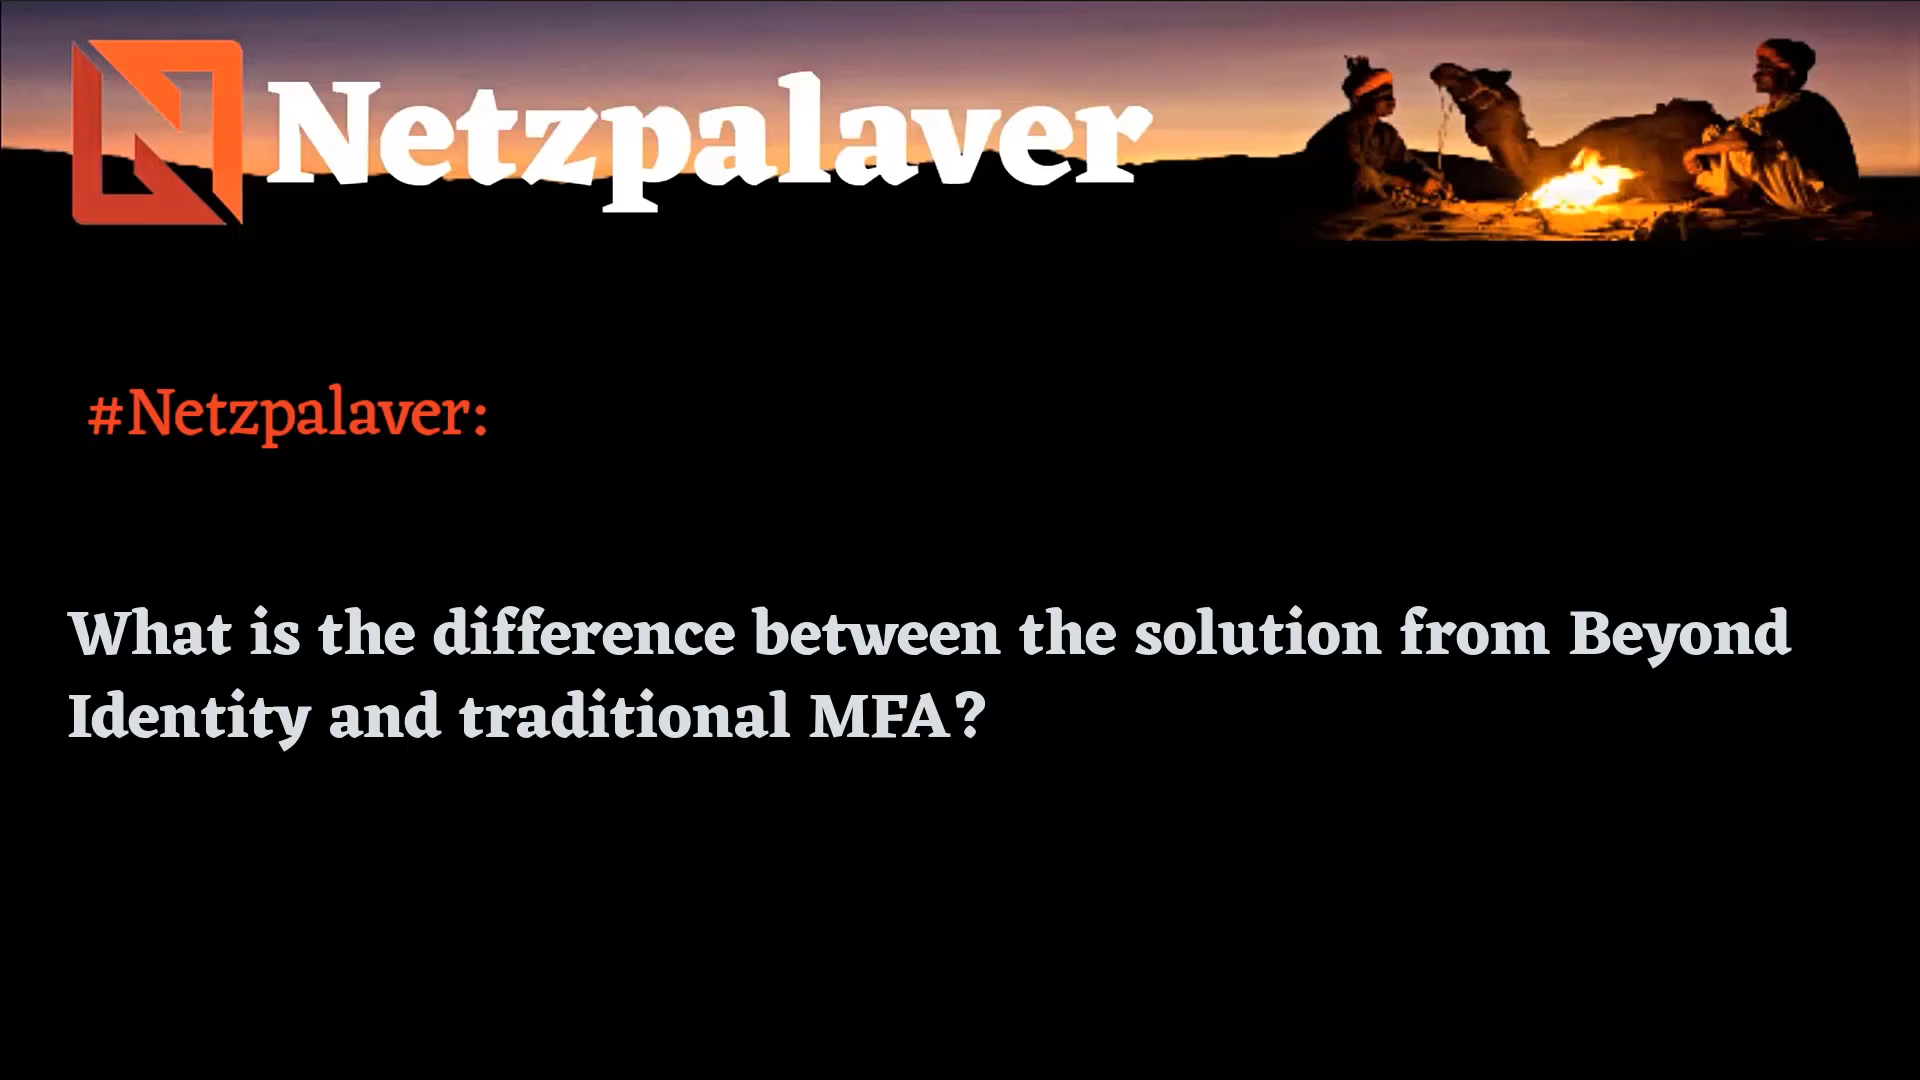 Netzpalaver
#Netzpalaver:
What is the difference between the solution from Beyond
Identity and traditional MFA?